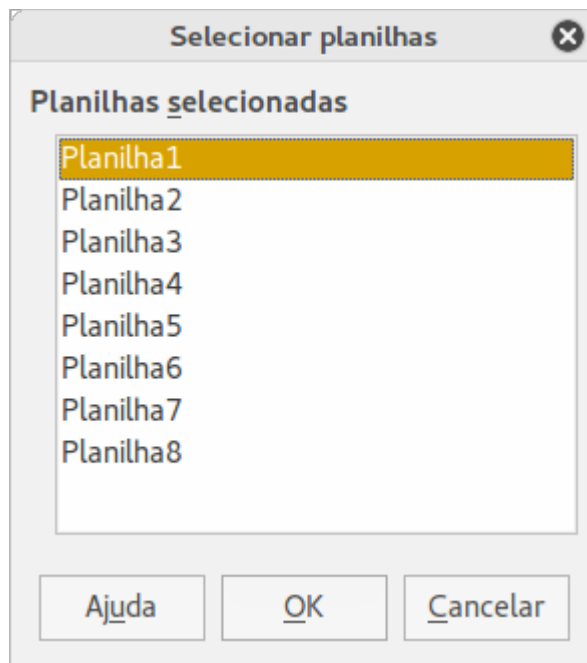 Selecionar planilhas
Planilhas selecionadas
Planilha1
Planilha2
Planilha3
Planilha4
Planilha5
Planilha6
Planilha7
Planilha8
Ajuda OK Cancelar